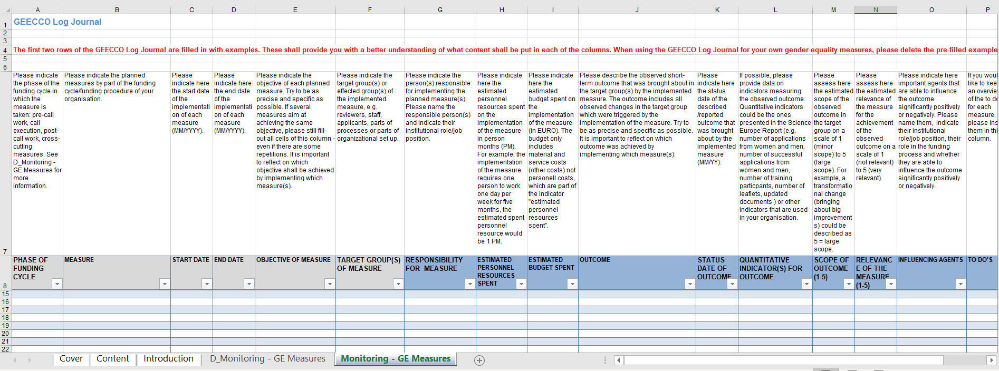 A B C D E F G H I J K L M N O P
1 GEECCO Log Journal
2
3
4 The first two rows of the GEECCO Log Journal are filled in with examples. These shall provide you with a better understanding of what content shall be put in each of the columns. When using the GEECCO Log Journal for your own gender equality measures, please delete the pre-filled example
5
6
Please indicate
the phase of the
funding cycle in
which the
measure is
taken: pre-call
work, call
execution, post-
call work, cross-
cutting
measures. See
D_Monitoring -
GE Measures for
more
information.
Please indicate the planned
measures by part of the funding
cycle/funding procedure of your
organisation.
Please
indicate here
the start date
of the
implementati
on of each
measure
(MM/YYYY).
Please
indicate here
the end date
of the
implementati
on of each
measure
(MM/YYYY).
Please indicate the
objective of each planned
measure. Try to be as
precise and specific as
possible. If several
measures aim at
achieving the same
objective, please still fill-
out all cells of this column -
even if there are some
repetitions. It is important
to reflect on which
objective shall be achieved
by implementing which
measure(s).
Please indicate the
target group(s) or
effected group(s) of
the implemented
measure, e.g.
reviewers, staff,
applicants, parts of
processes or parts of
organizational set up.
Please indicate the
person(s) responsible
for implementing the
planned measure(s).
Please name the
responsible person(s)
and indicate their
institutional role/job
position.
Please indicate
here the
estimated
personnel
resources spent
on the
implementation
of the measure
in person
months (PM).
For example, the
implementation
of the measure
requires one
person to work
one day per
week for five
months, the
estimated spent
personnel
resource would
be 1 PM.
Please indicate
here the
estimated
budget spent on
the
implementation
of the measure
(in EURO). The
budget only
includes
material and
service costs
(other costs) not
personell costs,
which are part of
the indicator
"estimated
personnel
resources
spent".
Please describe the observed short-
term outcome that was brought about in
the target group(s) by the implemented
measure. The outcome includes all
observed changes in the target group
which were triggered by the
implementation of the measure. Try to
be as precise and specific as possible.
It is important to reflect on which
outcome was achieved by
implementing which measure(s).
Please
indicate here
the status
date of the
described
/reported
outcome that
was brought
about by the
implemented
measure
(MM/YY).
If possible, please
provide data on
indicators measuring
the observed outcome.
Quantitative indicators
could be the ones
presented in the Science
Europe Report (e.g.
number of applications
from women and men,
number of successful
applications from
women and men,
number of training
particpants, number of
leaflets, updated
documents ) or other
indicators that are used
in your organisation.
Please
assess here
the estimated
scope of the
observed
outcome in
the target
group on a
scale of 1
(minor
scope) to 5
(large
scope). For
example, a
transformatio
nal change
(bringing
about big
improvement
s) could be
described as
5 = large
scope.
Please
assess here
the estimated
relevance of
the measure
for the
achievement
of the
observed
outcome on a
scale of 1
(not relevant)
to 5 (very
relevant).
Please indicate here
important agents that
are able to influence
the outcome
significantly positively
or negatively. Please
name them, indicate
their institutional
role/job position, their
role in the funding
process and whether
they are able to
influence the outcome
significantly positively
or negatively.
If you woul
like to kee
an overvie
of the to do
for each
measure,
please ins
them in thi
column.
7
PHASE OF
FUNDING
CYCLE
MEASURE
START DATE
END DATE
OBJECTIVE OF MEASURE
TARGET GROUP(S)
OF MEASURE
RESPONSIBILITY
FOR MEASURE
ESTIMATED
PERSONNEL
RESOURCES
SPENT
ESTIMATED
BUDGET SPENT
OUTCOME
STATUS
DATE OF
OUTCOME
QUANTITATIVE
INDICATOR(S) FOR
OUTCOME
SCOPE OF
OUTCOME
(1-5)
RELEVANC
E OF THE
MEASURE
(1-5)
INFLUENCING AGENTS
TO DO'S
8
15
16
17
18
19
20
21
22
Cover Content Introduction D_Monitoring - GE Measures Monitoring - GE Measures